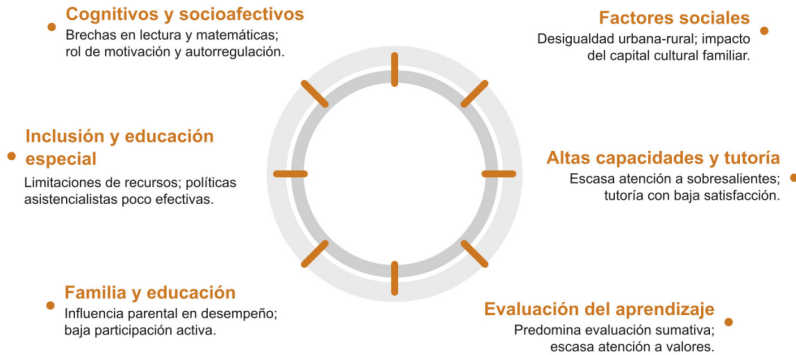 Cognitivos y socioafectivos
Brechas en lectura y matemáticas;
rol de motivación y autorregulación.
Inclusión y educación
especial
Limitaciones de recursos; políticas
asistencialistas poco efectivas.
Familia y educación
Influencia parental en desempeño;
baja participación activa.
Factores sociales
Desigualdad urbana-rural; impacto
del capital cultural familiar.
Altas capacidades y tutoría
Escasa atención a sobresalientes;
tutoría con baja satisfacción.
Evaluación del aprendizaje
Predomina evaluación sumativa;
escasa atención a valores.